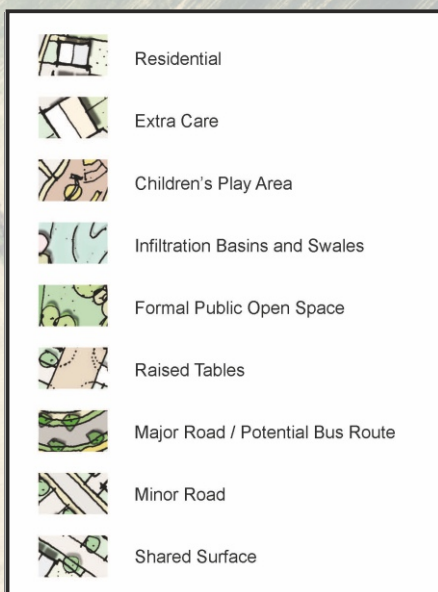 Residential
Extra Care
Children's Play Area
Infiltration Basins and Swales
Formal Public Open Space
Raised Tables
Major Road / Potential Bus Route
Minor Road
Shared Surface